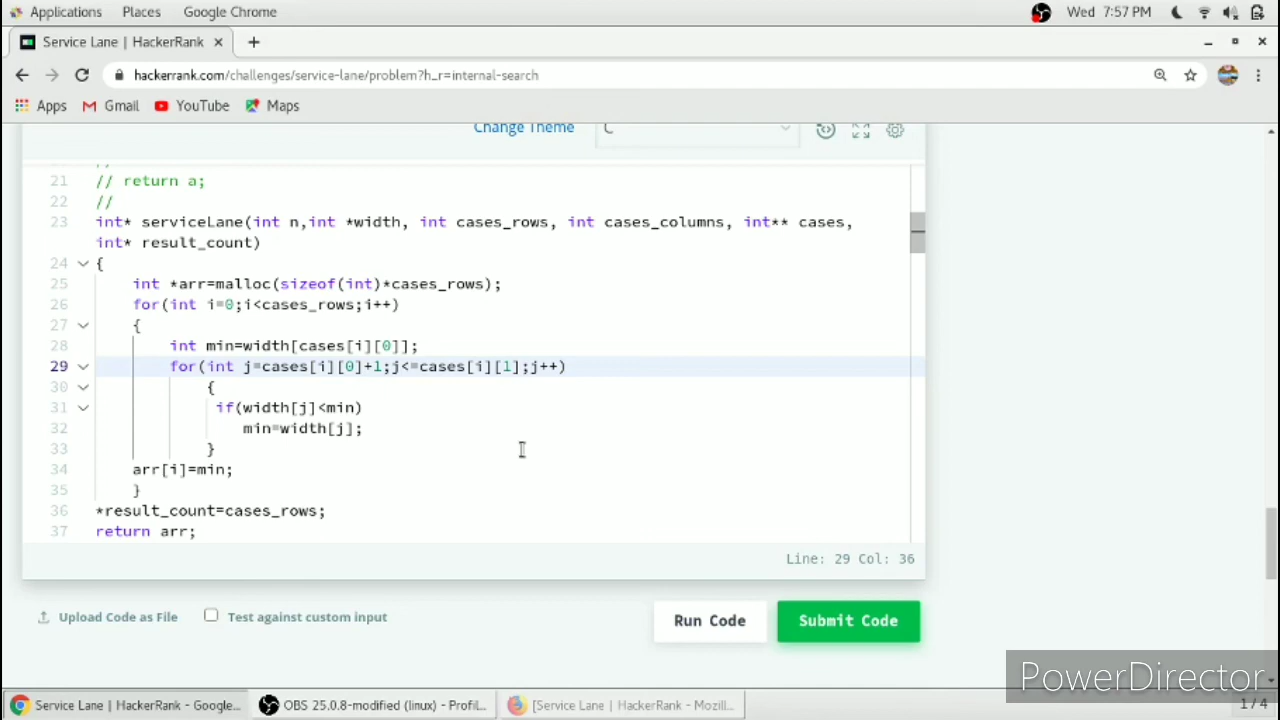 Applications Places Google Chrome Wed 7:57 PM
Service Lane | HackerRank
hackerrank.com/challenges/service-lane/problem?h_r=internal-search
Apps Gmail YouTube Maps
Change Theme C
21 // return a;
22 //
23 int* serviceLane(int n,int *width, int cases_rows, int cases_columns, int** cases,
int* result_count)
24 {
25 int *arr=malloc(sizeof(int)*cases_rows);
26 for(int i=0;i<cases_rows;i++)
27 {
28 int min=width[cases[i][0]];
29 for(int j=cases[i][0]+1;j<=cases[i][1];j++)
30 {
31 if(width[j]<min)
32 min=width[j];
33 }
34 arr[i]=min;
35 }
36 *result_count=cases_rows;
37 return arr;
Line: 29 Col: 36
Upload Code as File Test against custom input Run Code Submit Code
PowerDirector
Service Lane | HackerRank - Google... OBS 25.0.8-modified (linux) - Profil... [Service Lane | HackerRank - Mozill... 1 / 4